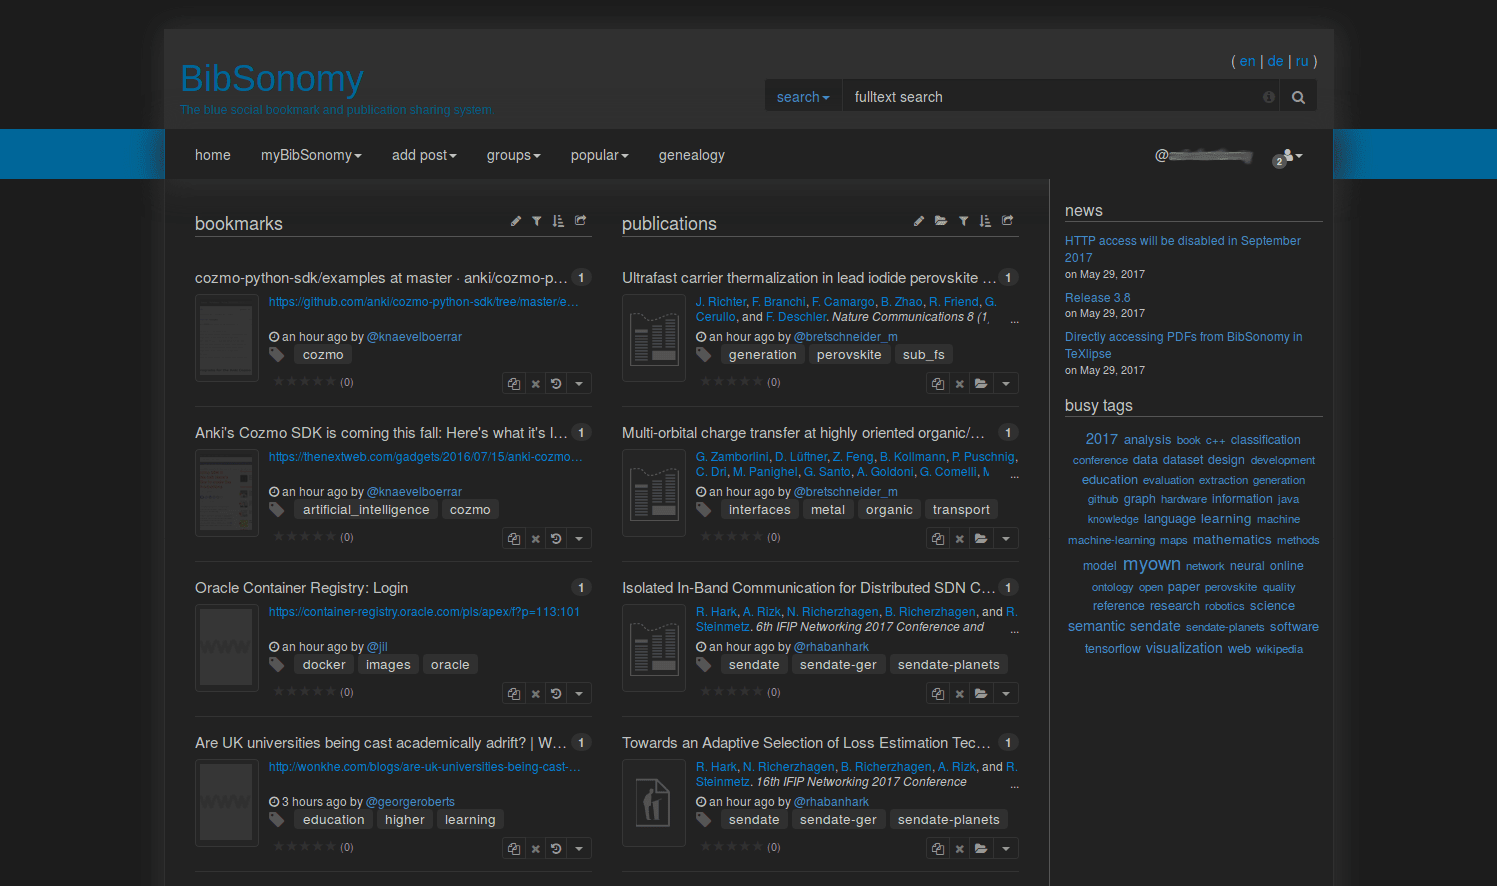 ( en | de | ru )
BibSonomy
The blue social bookmark and publication sharing system.
search fulltext search
home myBibSonomy add post groups popular genealogy @ 2
bookmarks
cozmo-python-sdk/examples at master · anki/cozmo-p... 1
https://github.com/anki/cozmo-python-sdk/tree/master/e...
an hour ago by @knaevelboerrar
cozmo
(0)
Anki's Cozmo SDK is coming this fall: Here's what it's l... 1
https://thenextweb.com/gadgets/2016/07/15/anki-cozmo...
an hour ago by @knaevelboerrar
artificial_intelligence cozmo
(0)
Oracle Container Registry: Login 1
https://container-registry.oracle.com/pls/apex/f?p=113:101
an hour ago by @jil
docker images oracle
(0)
Are UK universities being cast academically adrift? | W... 1
http://wonkhe.com/blogs/are-uk-universities-being-cast-...
3 hours ago by @georgeroberts
education higher learning
(0)
publications
Ultrafast carrier thermalization in lead iodide perovskite ... 1
J. Richter, F. Branchi, F. Camargo, B. Zhao, R. Friend, G.
Cerullo, and F. Deschler. Nature Communications 8 (1, ...
an hour ago by @bretschneider_m
generation perovskite sub_fs
(0)
Multi-orbital charge transfer at highly oriented organic/... 1
G. Zamborlini, D. Lüftner, Z. Feng, B. Kollmann, P. Puschnig,
C. Dri, M. Panighel, G. Santo, A. Goldoni, G. Comelli, M ...
an hour ago by @bretschneider_m
interfaces metal organic transport
(0)
Isolated In-Band Communication for Distributed SDN C... 1
R. Hark, A. Rizk, N. Richerzhagen, B. Richerzhagen, and R.
Steinmetz. 6th IFIP Networking 2017 Conference and ...
an hour ago by @rhabanhark
sendate sendate-ger sendate-planets
(0)
Towards an Adaptive Selection of Loss Estimation Tec... 1
R. Hark, N. Richerzhagen, B. Richerzhagen, A. Rizk, and R.
Steinmetz. 16th IFIP Networking 2017 Conference ...
an hour ago by @rhabanhark
sendate sendate-ger sendate-planets
(0)
news
HTTP access will be disabled in September
2017
on May 29, 2017
Release 3.8
on May 29, 2017
Directly accessing PDFs from BibSonomy in
TeXlipse
on May 29, 2017
busy tags
2017 analysis book c++ classification
conference data dataset design development
education evaluation extraction generation
github graph hardware information java
knowledge language learning machine
machine-learning maps mathematics methods
model myown network neural online
ontology open paper perovskite quality
reference research robotics science
semantic sendate sendate-planets software
tensorflow visualization web wikipedia